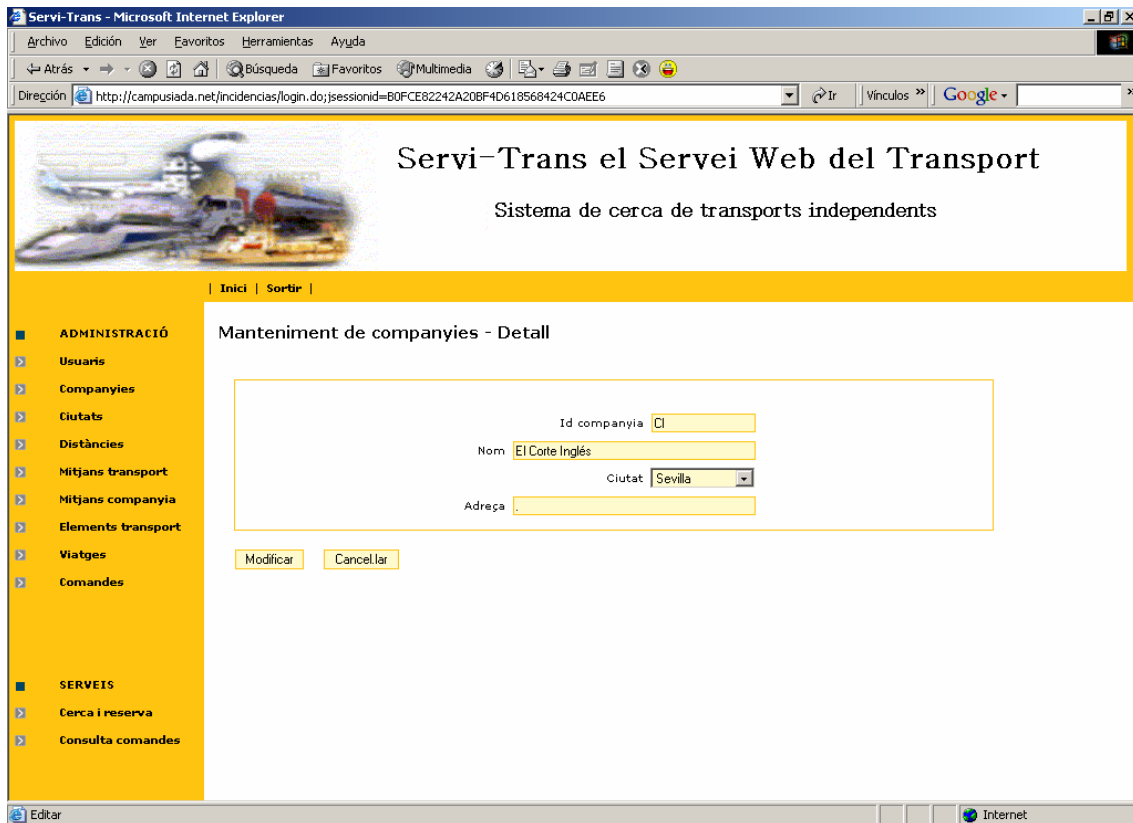 Servi-Trans - Microsoft Internet Explorer
Archivo Edición Ver Favoritos Herramientas Ayuda
Atrás Búsqueda Favoritos Multimedia
Dirección http://campusiada.net/incidencias/login.do;jsessionid=B0FCE82242A20BF4D618568424C0AEE6 Ir Vínculos » Google »
Servi-Trans el Servei Web del Transport
Sistema de cerca de transports independents
| Inici | Sortir |
ADMINISTRACIÓ
Usuaris
Companyies
Ciutats
Distàncies
Mitjans transport
Mitjans companyia
Elements transport
Viatges
Comandes
SERVEIS
Cerca i reserva
Consulta comandes
Manteniment de companyies - Detall
Id companyia CI
Nom El Corte Inglés
Ciutat Sevilla
Adreça .
Modificar Cancel.lar
Editar Internet